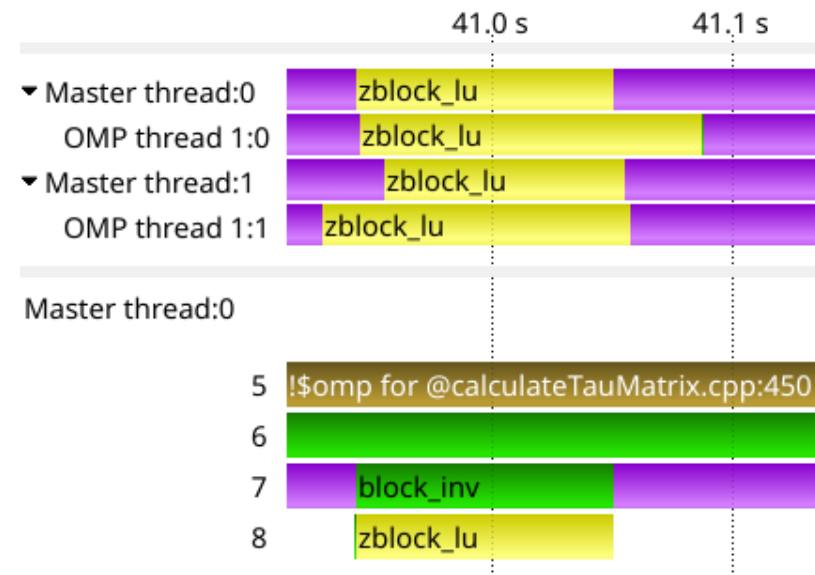 41.0 s 41.1 s
Master thread:0 zblock_lu
OMP thread 1:0 zblock_lu
Master thread:1 zblock_lu
OMP thread 1:1 zblock_lu
Master thread:0
5 !$omp for @calculateTauMatrix.cpp:450
6
7 block_inv
8 zblock_lu